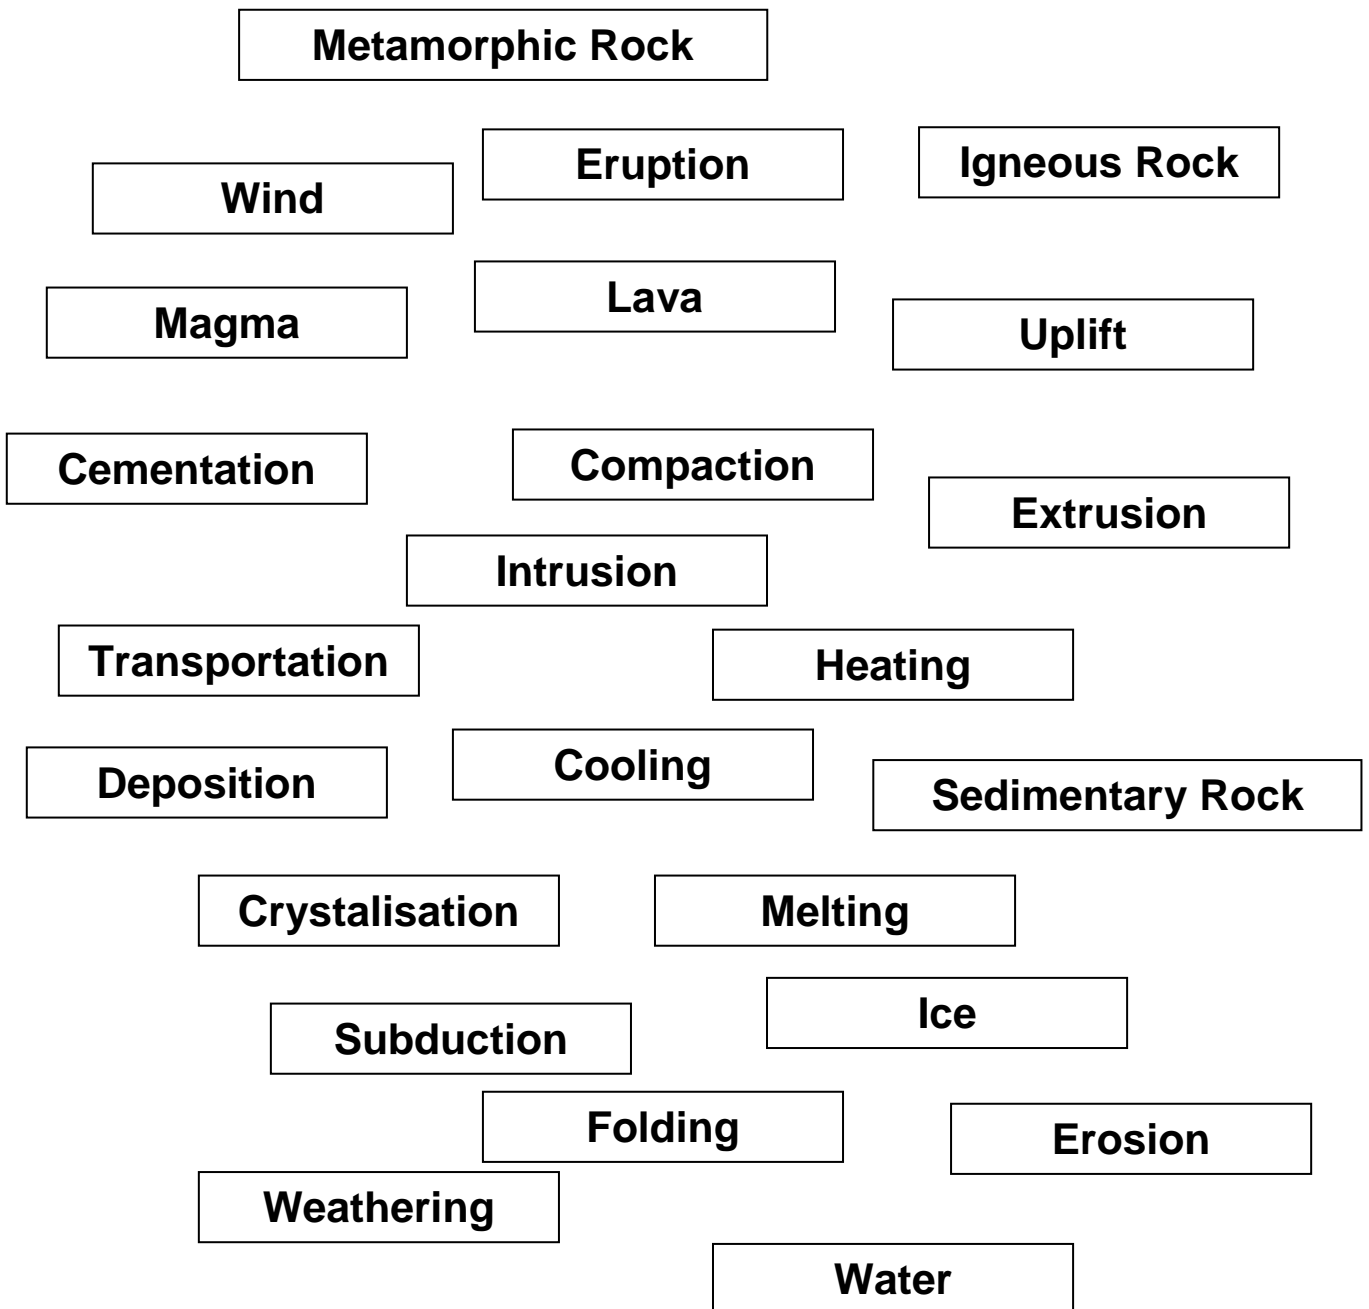 Metamorphic Rock
Eruption
Igneous Rock
Wind
Lava
Magma
Uplift
Cementation
Compaction
Extrusion
Intrusion
Transportation
Heating
Deposition
Cooling
Sedimentary Rock
Crystalisation
Melting
Ice
Subduction
Folding
Erosion
Weathering
Water